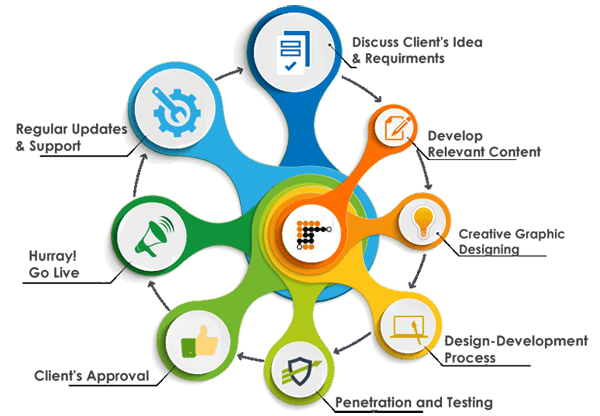 Discuss Client's Idea
& Requirments
Develop
Relevant Content
Creative Graphic
Designing
Design-Development
Process
Penetration and Testing
Client's Approval
Hurray!
Go Live
Regular Updates
& Support